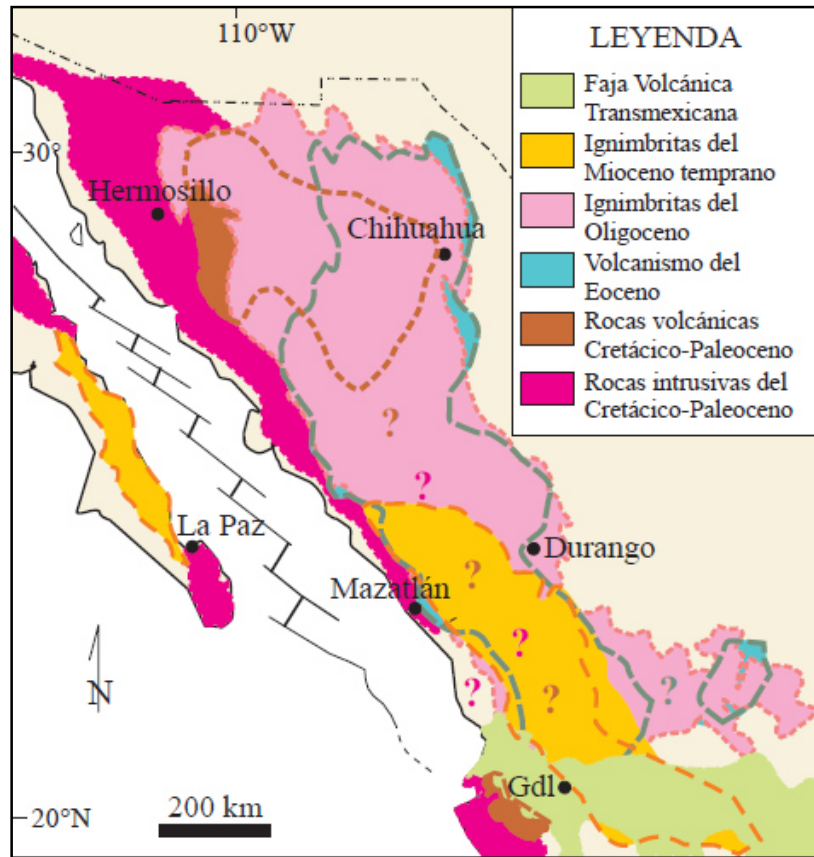 110°W
LEYENDA
Faja Volcánica
Transmexicana
Ignimbritas del
Mioceno temprano
Ignimbritas del
Oligoceno
Volcanismo del
Eoceno
Rocas volcánicas
Cretácico-Paleoceno
Rocas intrusivas del
Cretácico-Paleoceno
30°
Hermosillo
Chihuahua
?
?
La Paz
Durango
?
Mazatlán
?
?
?
?
N
Gdl
20°N
200 km